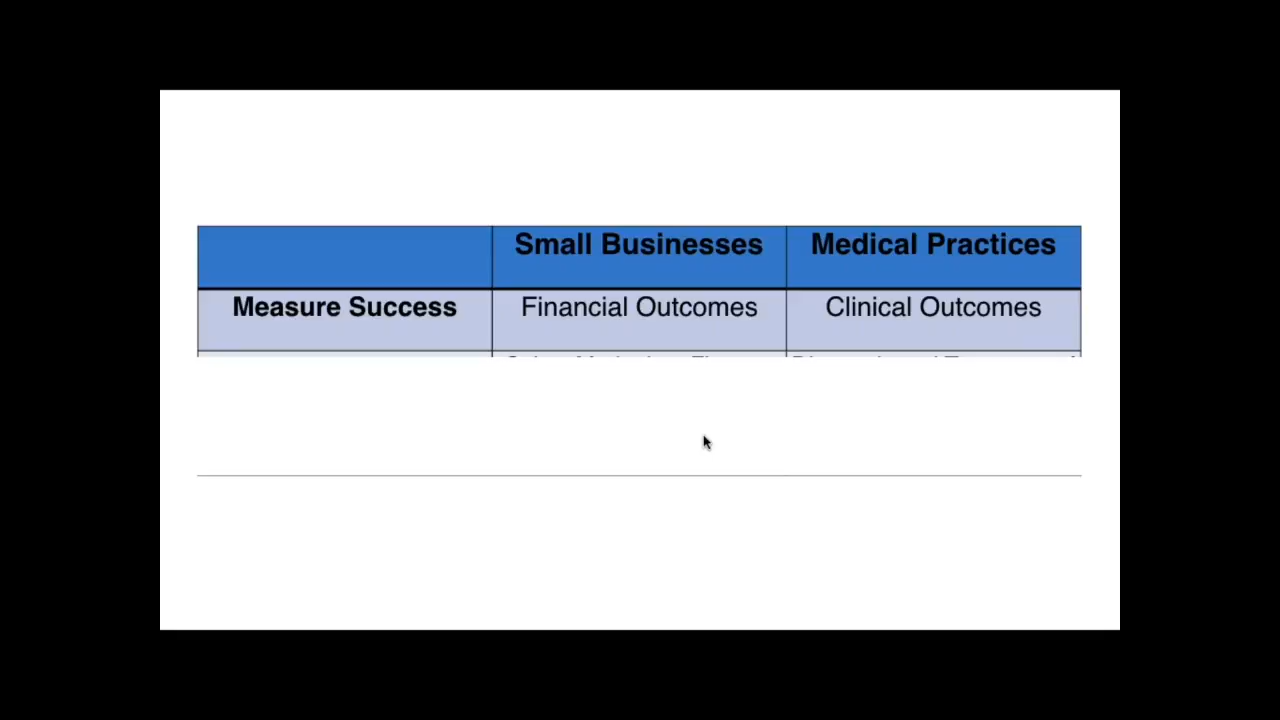 Small Businesses Medical Practices
Measure Success Financial Outcomes Clinical Outcomes